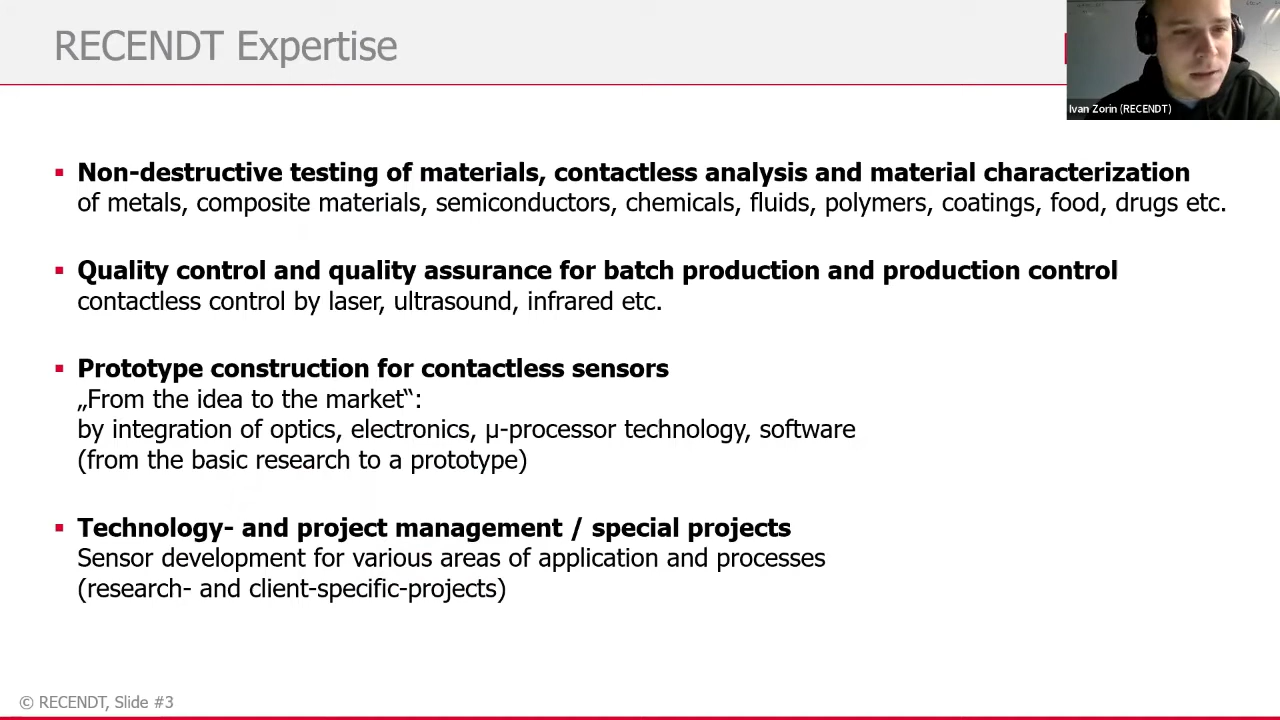 RECENDT Expertise
Ivan Zorin (RECENDT)
▪ Non-destructive testing of materials, contactless analysis and material characterization
of metals, composite materials, semiconductors, chemicals, fluids, polymers, coatings, food, drugs etc.
▪ Quality control and quality assurance for batch production and production control
contactless control by laser, ultrasound, infrared etc.
▪ Prototype construction for contactless sensors
„From the idea to the market“:
by integration of optics, electronics, µ-processor technology, software
(from the basic research to a prototype)
▪ Technology- and project management / special projects
Sensor development for various areas of application and processes
(research- and client-specific-projects)
© RECENDT, Slide #3